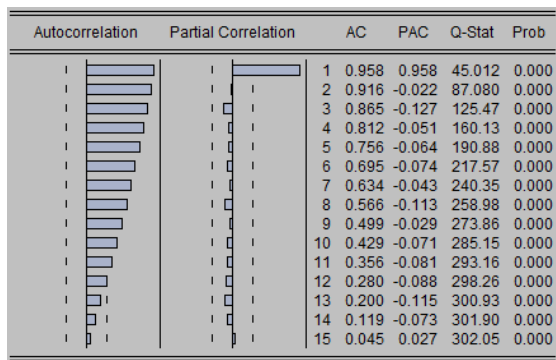 Autocorrelation Partial Correlation AC PAC Q-Stat Prob
1 0.958 0.958 45.012 0.000
2 0.916 -0.022 87.080 0.000
3 0.865 -0.127 125.47 0.000
4 0.812 -0.051 160.13 0.000
5 0.756 -0.064 190.88 0.000
6 0.695 -0.074 217.57 0.000
7 0.634 -0.043 240.35 0.000
8 0.566 -0.113 258.98 0.000
9 0.499 -0.029 273.86 0.000
10 0.429 -0.071 285.15 0.000
11 0.356 -0.081 293.16 0.000
12 0.280 -0.088 298.26 0.000
13 0.200 -0.115 300.93 0.000
14 0.119 -0.073 301.90 0.000
15 0.045 0.027 302.05 0.000